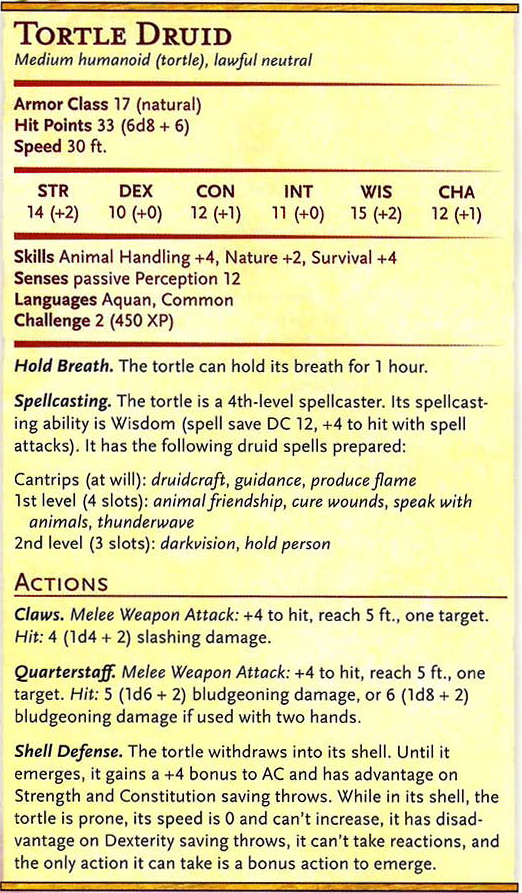 TORTLE DRUID
Medium humanoid (tortle), lawful neutral
Armor Class 17 (natural)
Hit Points 33 (6d8 + 6)
Speed 30 ft.
STR DEX CON INT WIS CHA
14 (+2) 10 (+0) 12 (+1) 11 (+0) 15 (+2) 12 (+1)
Skills Animal Handling +4, Nature +2, Survival +4
Senses passive Perception 12
Languages Aquan, Common
Challenge 2 (450 XP)
Hold Breath. The tortle can hold its breath for 1 hour.
Spellcasting. The tortle is a 4th-level spellcaster. Its spellcast-
ing ability is Wisdom (spell save DC 12, +4 to hit with spell
attacks). It has the following druid spells prepared:
Cantrips (at will): druidcraft, guidance, produce flame
1st level (4 slots): animal friendship, cure wounds, speak with
animals, thunderwave
2nd level (3 slots): darkvision, hold person
ACTIONS
Claws. Melee Weapon Attack: +4 to hit, reach 5 ft., one target.
Hit: 4 (1d4 + 2) slashing damage.
Quarterstaff. Melee Weapon Attack: +4 to hit, reach 5 ft., one
target. Hit: 5 (1d6 + 2) bludgeoning damage, or 6 (1d8 + 2)
bludgeoning damage if used with two hands.
Shell Defense. The tortle withdraws into its shell. Until it
emerges, it gains a +4 bonus to AC and has advantage on
Strength and Constitution saving throws. While in its shell, the
tortle is prone, its speed is 0 and can't increase, it has disad-
vantage on Dexterity saving throws, it can't take reactions, and
the only action it can take is a bonus action to emerge.